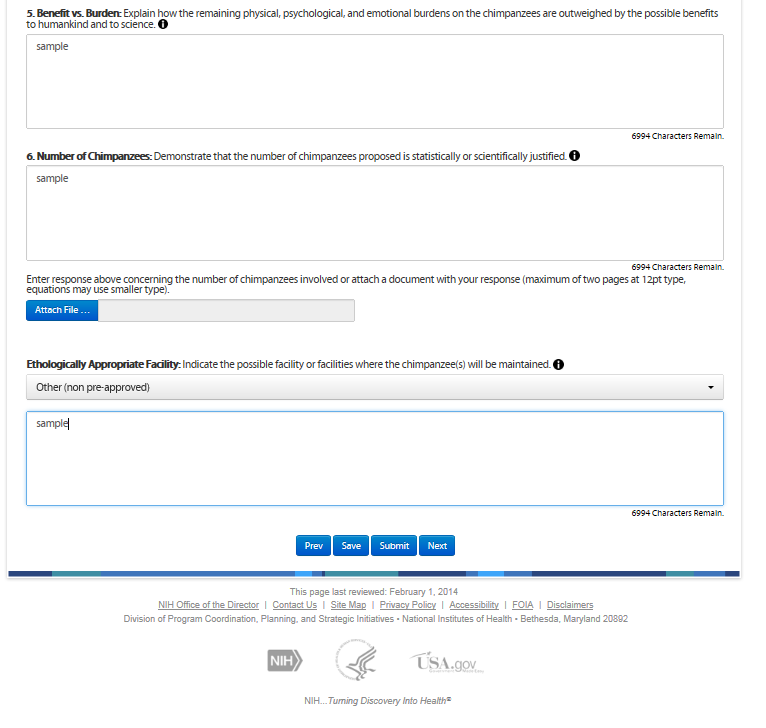 5. Benefit vs. Burden: Explain how the remaining physical, psychological, and emotional burdens on the chimpanzees are outweighed by the possible benefits
to humankind and to science.
sample
6994 Characters Remain.
6. Number of Chimpanzees: Demonstrate that the number of chimpanzees proposed is statistically or scientifically justified.
sample
6994 Characters Remain.
Enter response above concerning the number of chimpanzees involved or attach a document with your response (maximum of two pages at 12pt type,
equations may use smaller type).
Attach File ...
Ethologically Appropriate Facility: Indicate the possible facility or facilities where the chimpanzee(s) will be maintained.
Other (non pre-approved)
sample
6994 Characters Remain.
Prev Save Submit Next
This page last reviewed: February 1, 2014
NIH Office of the Director | Contact Us | Site Map | Privacy Policy | Accessibility | FOIA | Disclaimers
Division of Program Coordination, Planning, and Strategic Initiatives • National Institutes of Health • Bethesda, Maryland 20892
NIH
USA.gov
NIH...Turning Discovery Into Health®